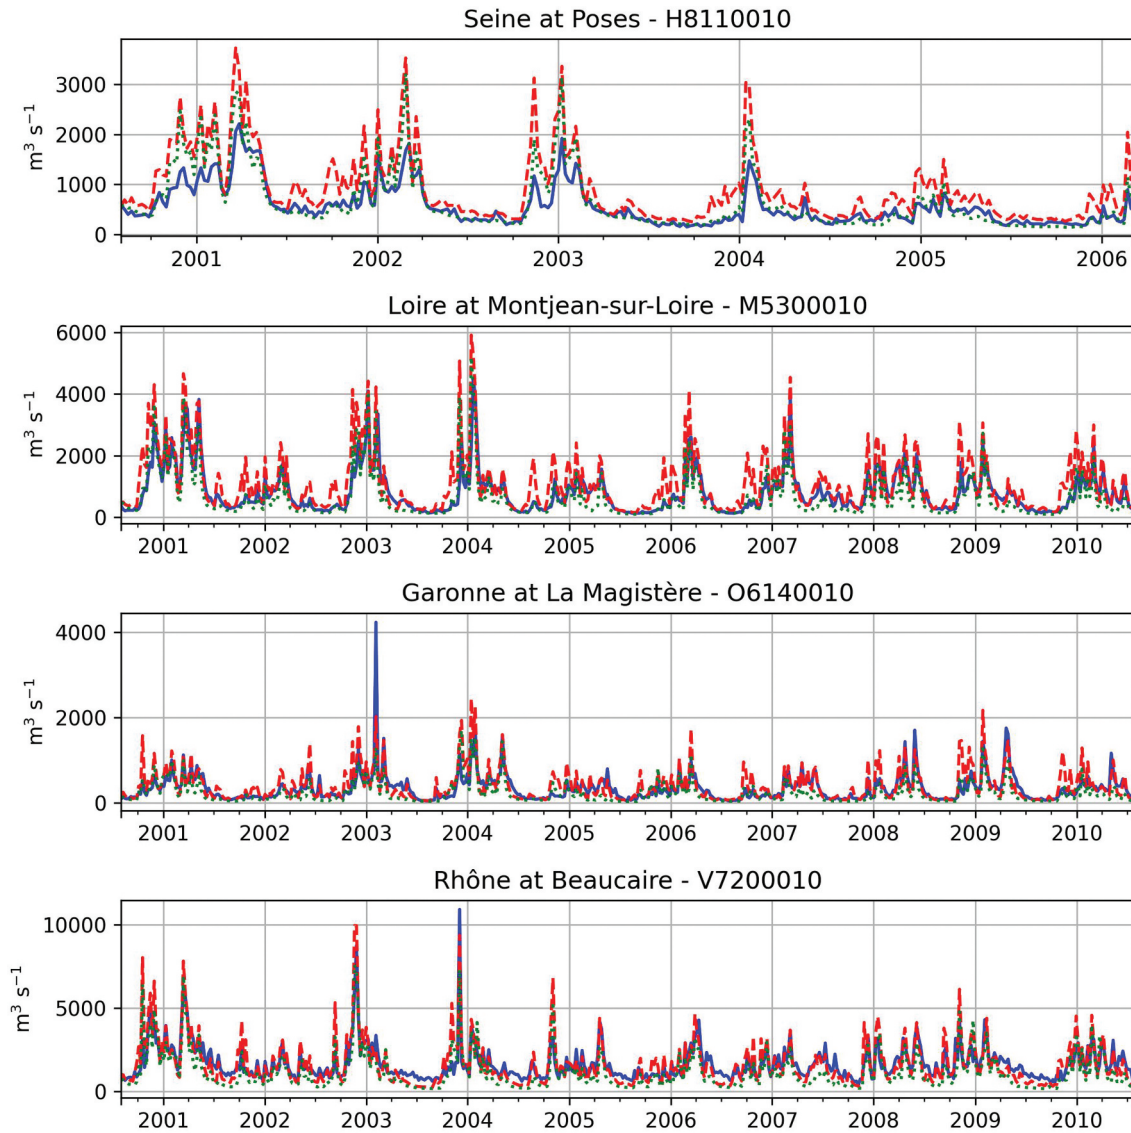 Seine at Poses - H8110010
3000
2000
1000
0
m³ s⁻¹
2001 2002 2003 2004 2005 2006
Loire at Montjean-sur-Loire - M5300010
6000
4000
2000
0
m³ s⁻¹
2001 2002 2003 2004 2005 2006 2007 2008 2009 2010
Garonne at La Magistère - O6140010
4000
2000
0
m³ s⁻¹
2001 2002 2003 2004 2005 2006 2007 2008 2009 2010
Rhône at Beaucaire - V7200010
10000
5000
0
m³ s⁻¹
2001 2002 2003 2004 2005 2006 2007 2008 2009 2010